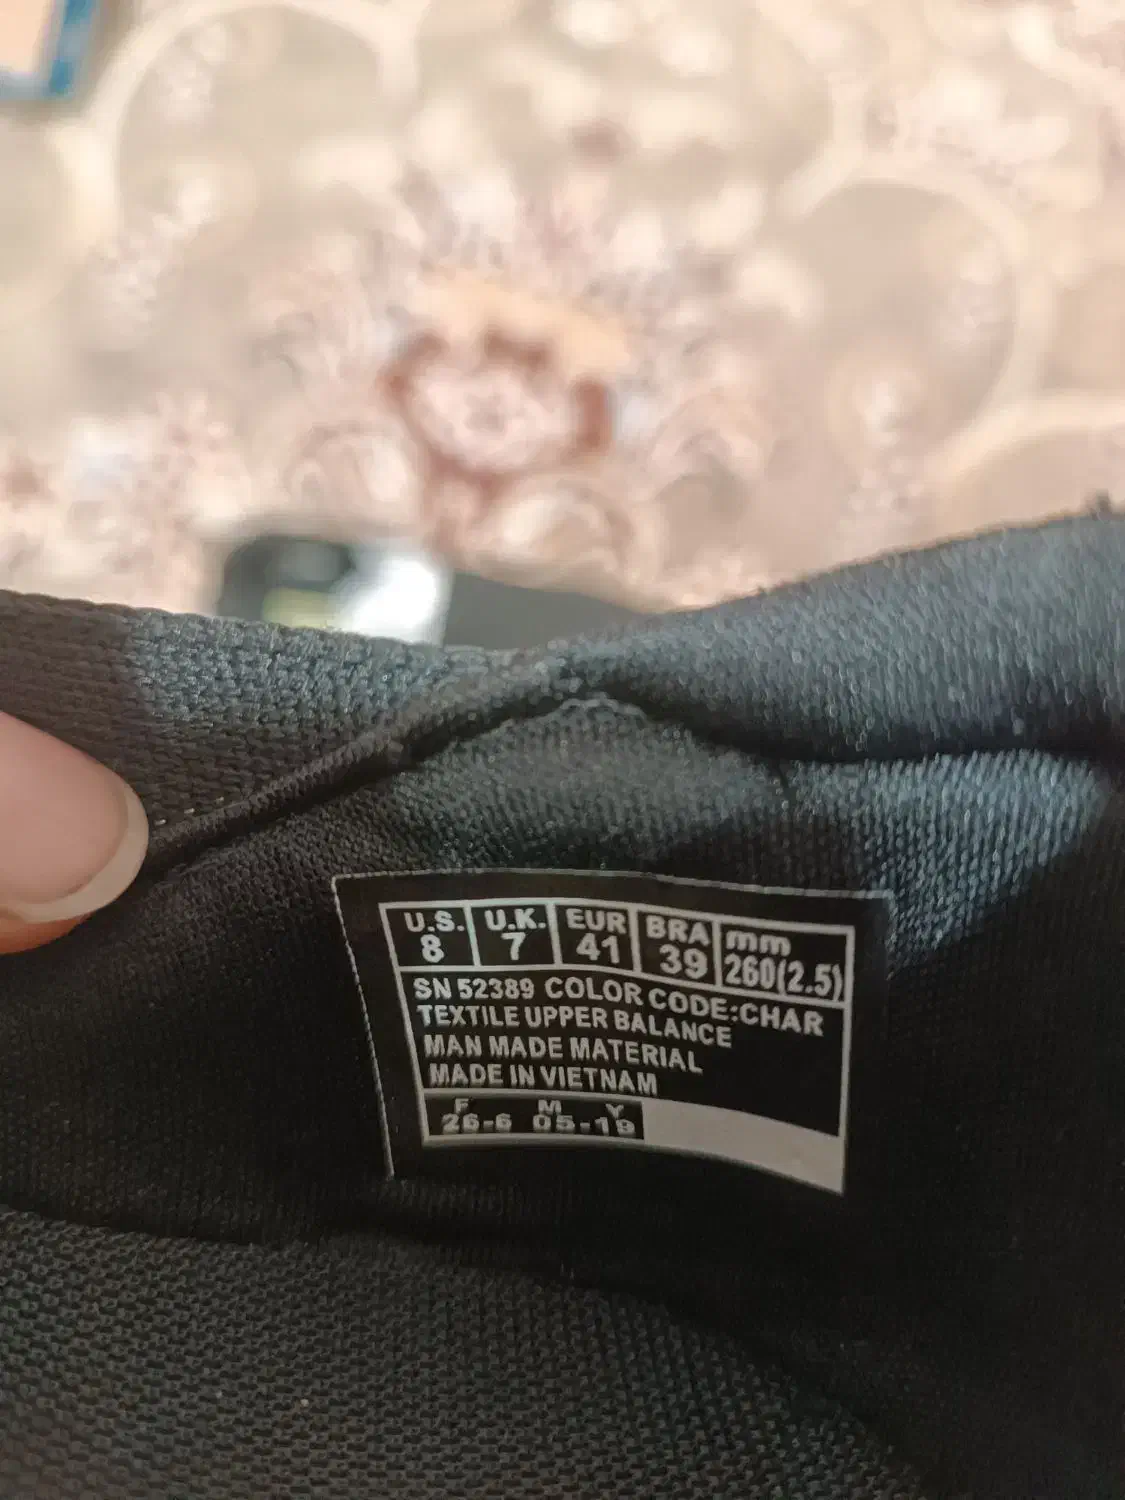 U.S. U.K. EUR BRA mm
8 7 41 39 260(2.5)
SN 52389 COLOR CODE:CHAR
TEXTILE UPPER BALANCE
MAN MADE MATERIAL
MADE IN VIETNAM
F M Y
26-6 05-19